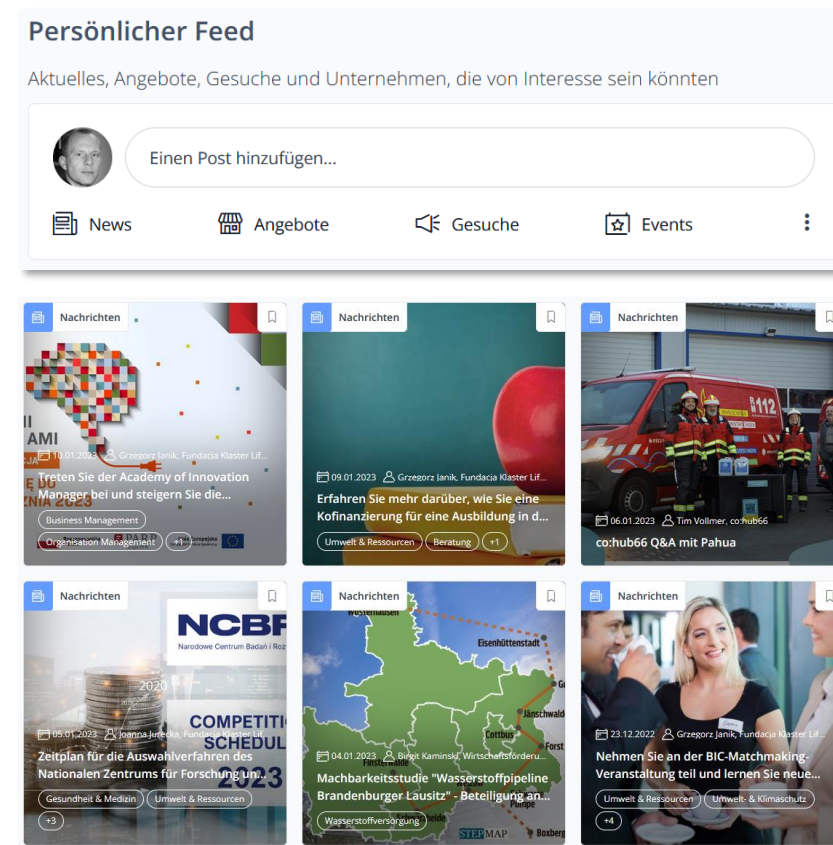 Persönlicher Feed
Aktuelles, Angebote, Gesuche und Unternehmen, die von Interesse sein könnten
Einen Post hinzufügen...
News
Angebote
Gesuche
Events
Nachrichten
AMI
10.01.2023 Grzegorz Janik, Fundacja Klaster Lif...
Treten Sie der Academy of Innovation
Manager bei und steigern Sie die...
Business Management
Organisation Management
Nachrichten
09.01.2023 Grzegorz Janik, Fundacja Klaster Lif...
Erfahren Sie mehr darüber, wie Sie eine
Kofinanzierung für eine Ausbildung in d...
Umwelt & Ressourcen
Beratung
+1
Nachrichten
112
06.01.2023 Tim Vollmer, co:hub66
co:hub66 Q&A mit Pahua
Nachrichten
NCBR
Narodowe Centrum Badań i Roz
2020
COMPETITI
SCHEDUL
2023
05.01.2023 Joanna Jurecka, Fundacja Klaster Lif...
Zeitplan für die Auswahlverfahren des
Nationalen Zentrums für Forschung un...
Gesundheit & Medizin
Umwelt & Ressourcen
+3
Nachrichten
Eisenhüttenstadt
Jänschwald
Cottbus
Forst
Finsterwalde
04.01.2023 Birgit Kaminski, Wirtschaftsförderu...
Machbarkeitsstudie "Wasserstoffpipeline
Brandenburger Lausitz" - Beteiligung an...
Wasserstoffversorgung
STEPMAP
Boxberg
Nachrichten
23.12.2022 Grzegorz Janik, Fundacja Klaster Lif...
Nehmen Sie an der BIC-Matchmaking-
Veranstaltung teil und lernen Sie neue...
Umwelt & Ressourcen
Umwelt- & Klimaschutz
+4